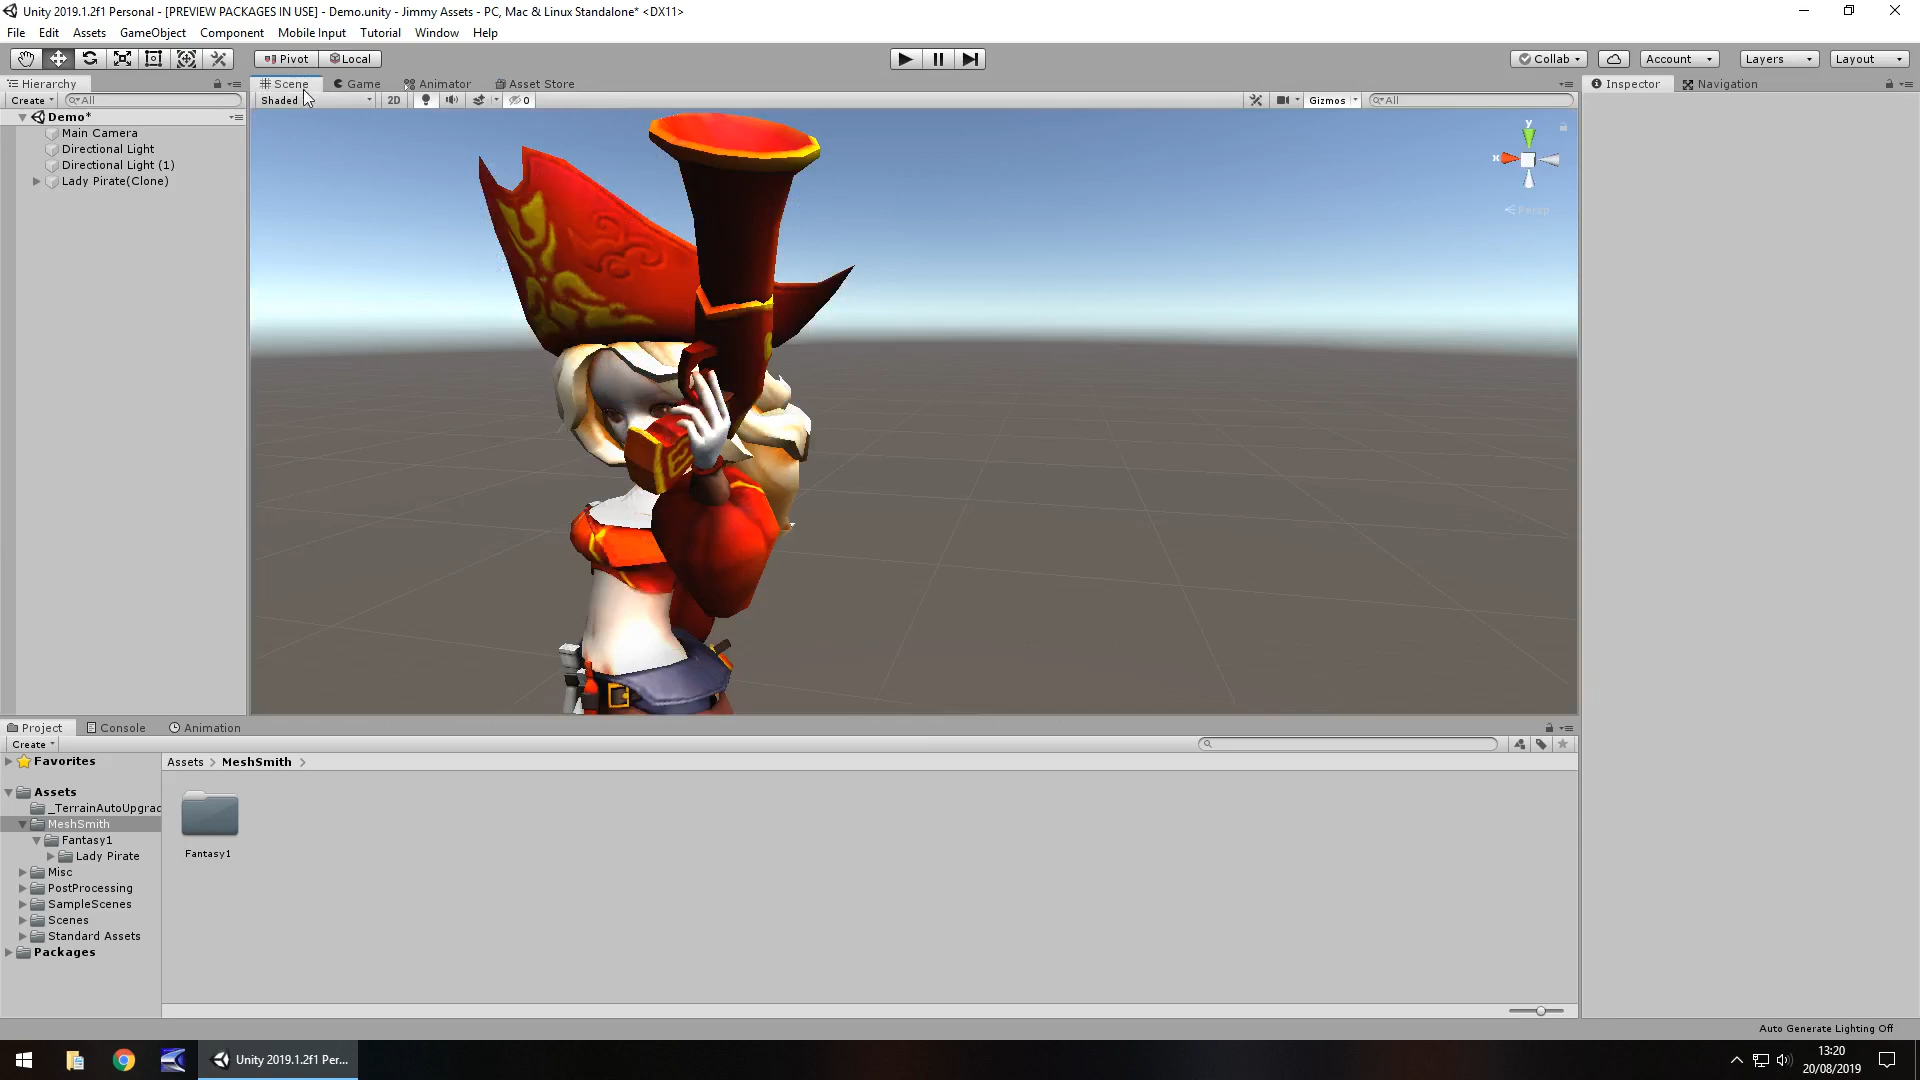 Unity 2019.1.2f1 Personal - [PREVIEW PACKAGES IN USE] - Demo.unity - Jimmy Assets - PC, Mac & Linux Standalone* <DX11>
File Edit Assets GameObject Component Mobile Input Tutorial Window Help
Pivot Local Collab Account Layers Layout
Hierarchy Scene Game Animator Asset Store Inspector Navigation
Create All Shaded 2D 0 Gizmos All
Demo*
Main Camera
Directional Light
Directional Light (1)
Lady Pirate(Clone)
y
x
Persp
Project Console Animation
Create
Favorites
Assets > MeshSmith >
Assets
_TerrainAutoUpgrad
MeshSmith
Fantasy1
Lady Pirate
Misc
PostProcessing
SampleScenes
Scenes
Standard Assets
Packages
Fantasy1
Auto Generate Lighting Off
Unity 2019.1.2f1 Per...
13:20
20/08/2019